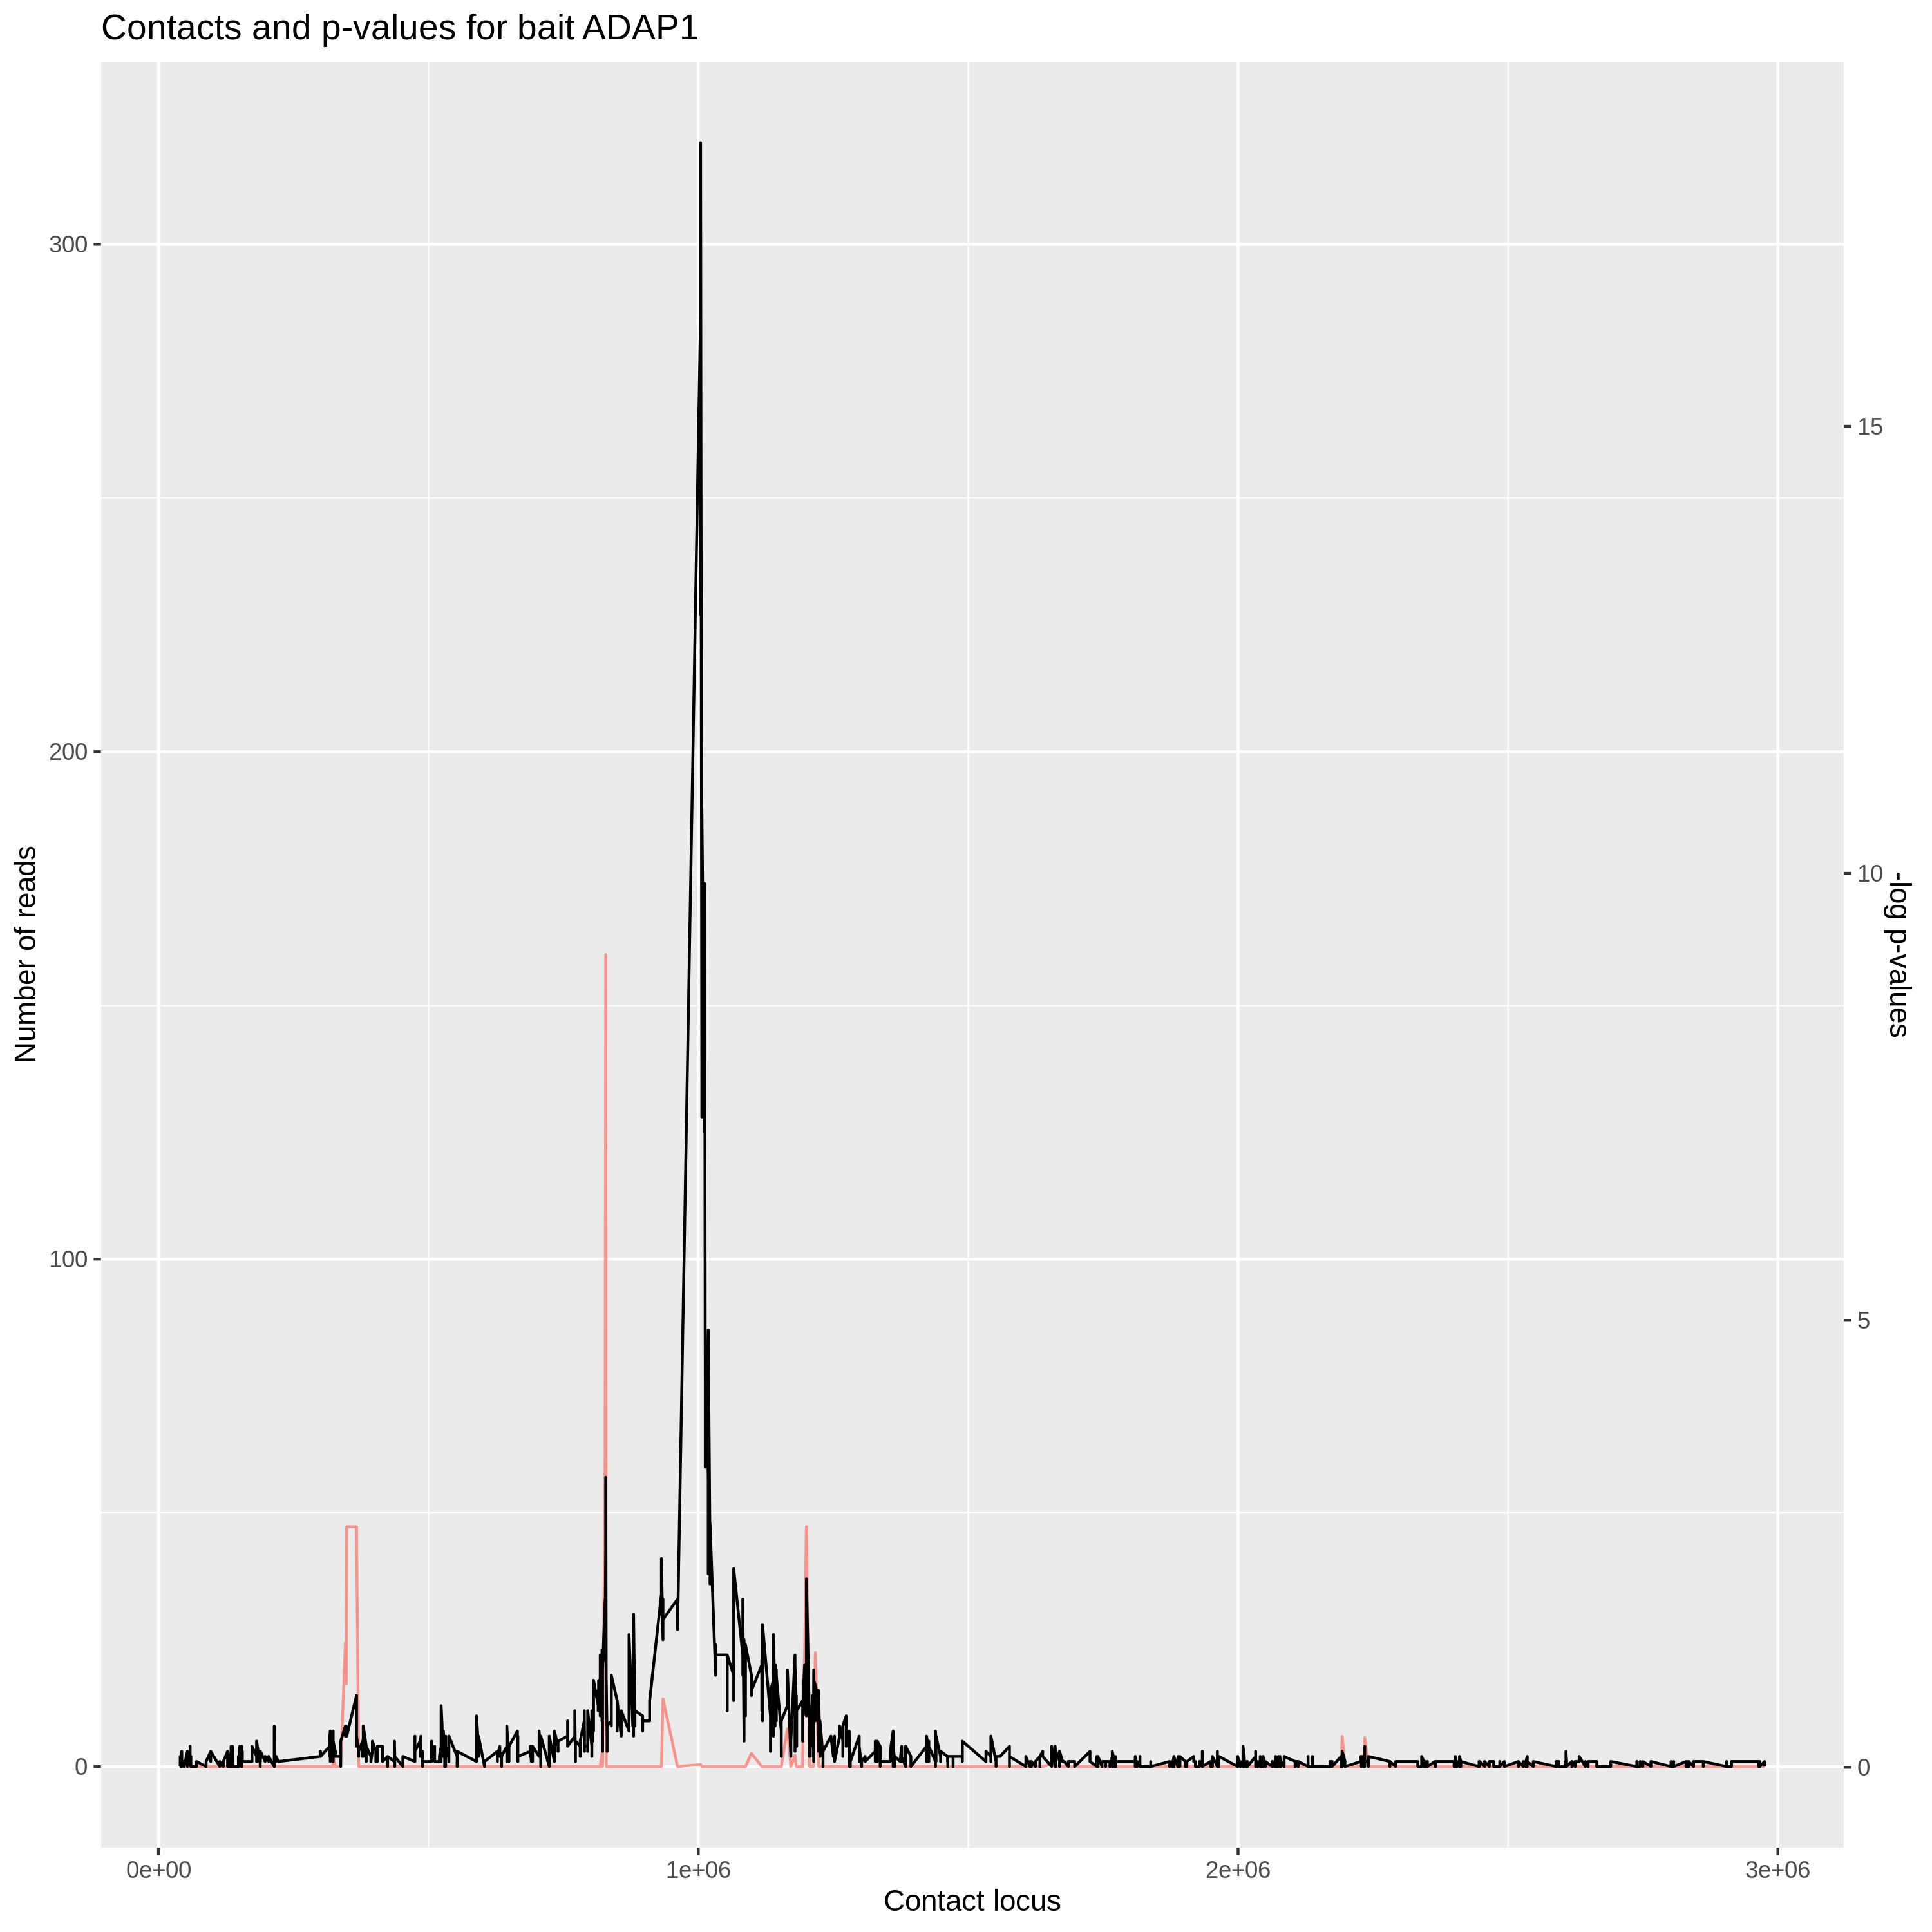 Contacts and p-values for bait ADAP1
300
200
100
0
Number of reads
15
10
5
0
-log p-values
0e+00
1e+06
2e+06
3e+06
Contact locus